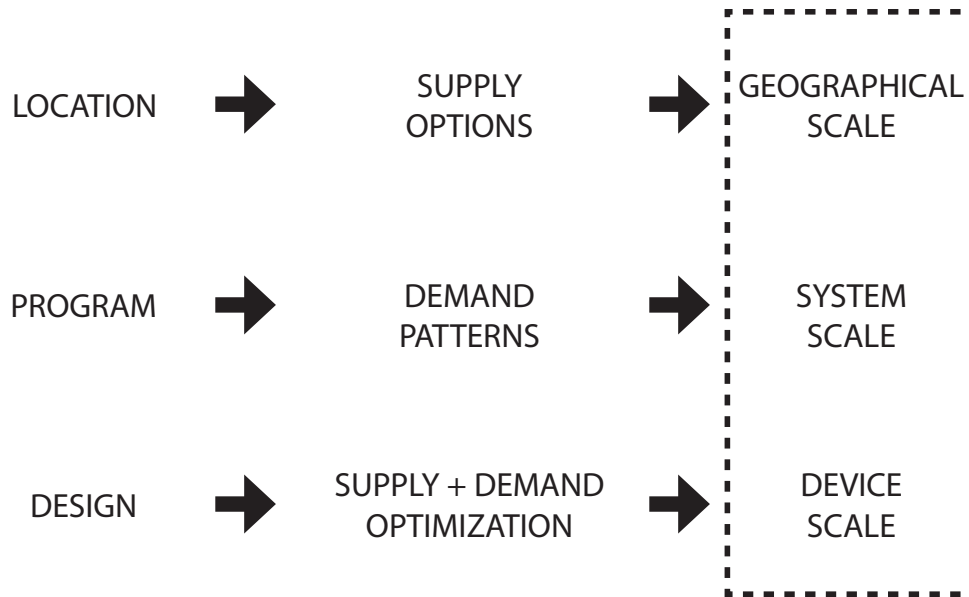 LOCATION
SUPPLY
OPTIONS
GEOGRAPHICAL
SCALE
PROGRAM
DEMAND
PATTERNS
SYSTEM
SCALE
DESIGN
SUPPLY + DEMAND
OPTIMIZATION
DEVICE
SCALE